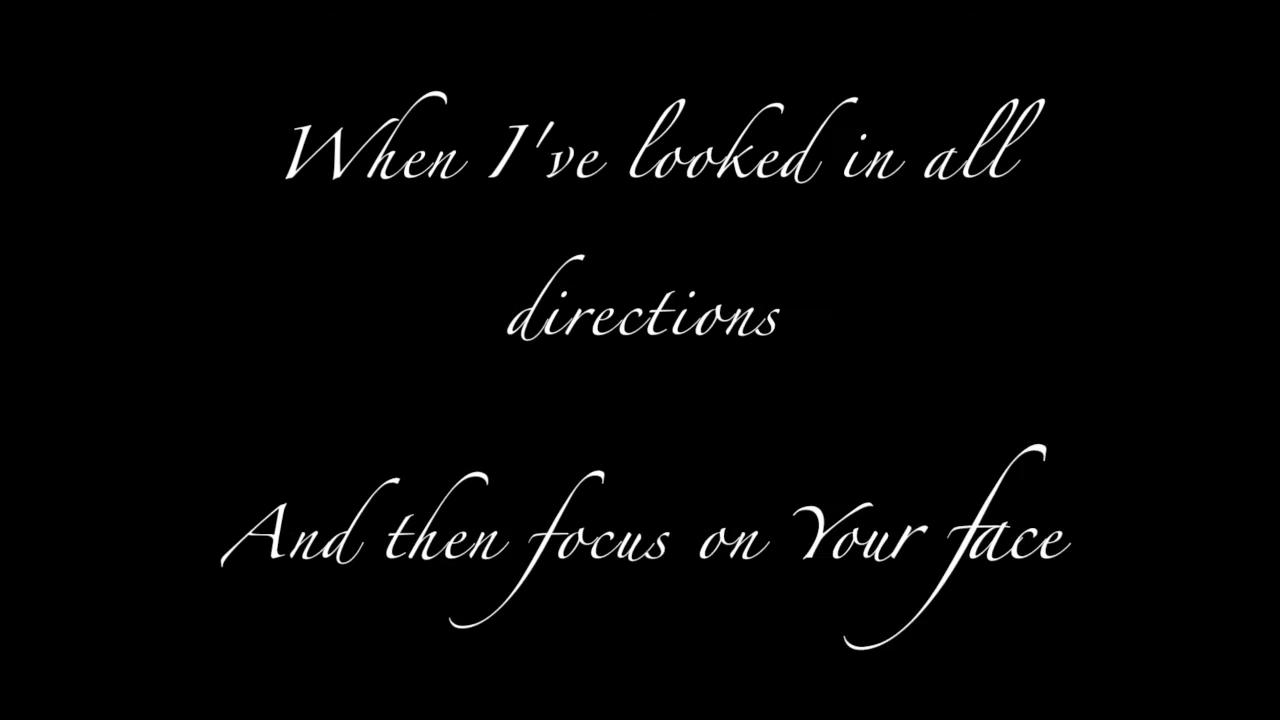 When I've looked in all
directions
And then focus on Your face